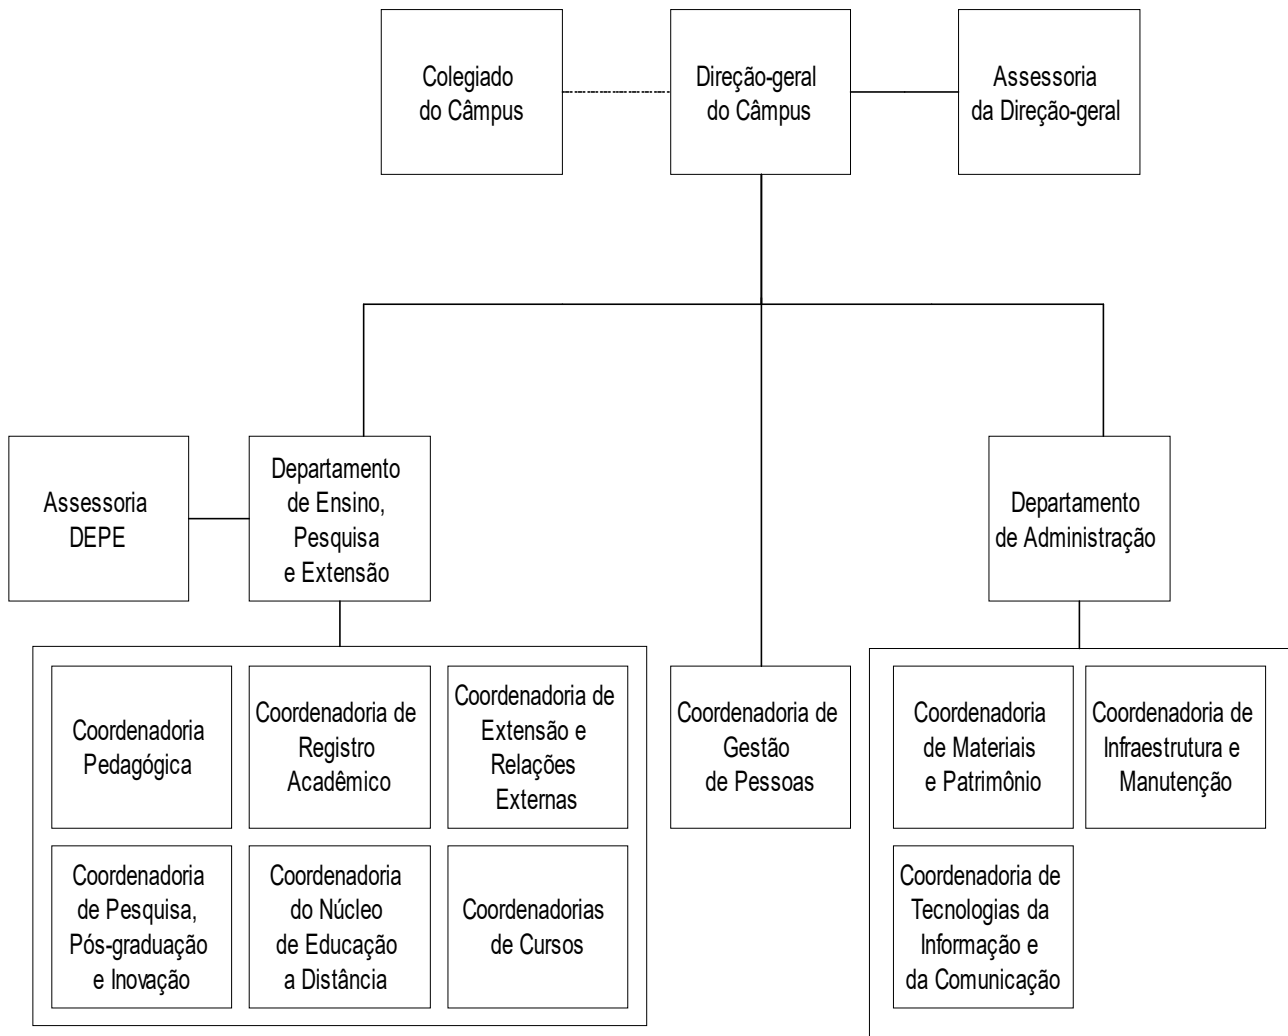 Colegiado
do Câmpus
Direção-geral
do Câmpus
Assessoria
da Direção-geral
Assessoria
DEPE
Departamento
de Ensino,
Pesquisa
e Extensão
Departamento
de Administração
Coordenadoria
Pedagógica
Coordenadoria de
Registro
Acadêmico
Coordenadoria de
Extensão e
Relações
Externas
Coordenadoria de
Gestão
de Pessoas
Coordenadoria
de Materiais
e Patrimônio
Coordenadoria de
Infraestrutura e
Manutenção
Coordenadoria
de Pesquisa,
Pós-graduação
e Inovação
Coordenadoria
do Núcleo
de Educação
a Distância
Coordenadorias
de Cursos
Coordenadoria de
Tecnologias da
Informação e
da Comunicação